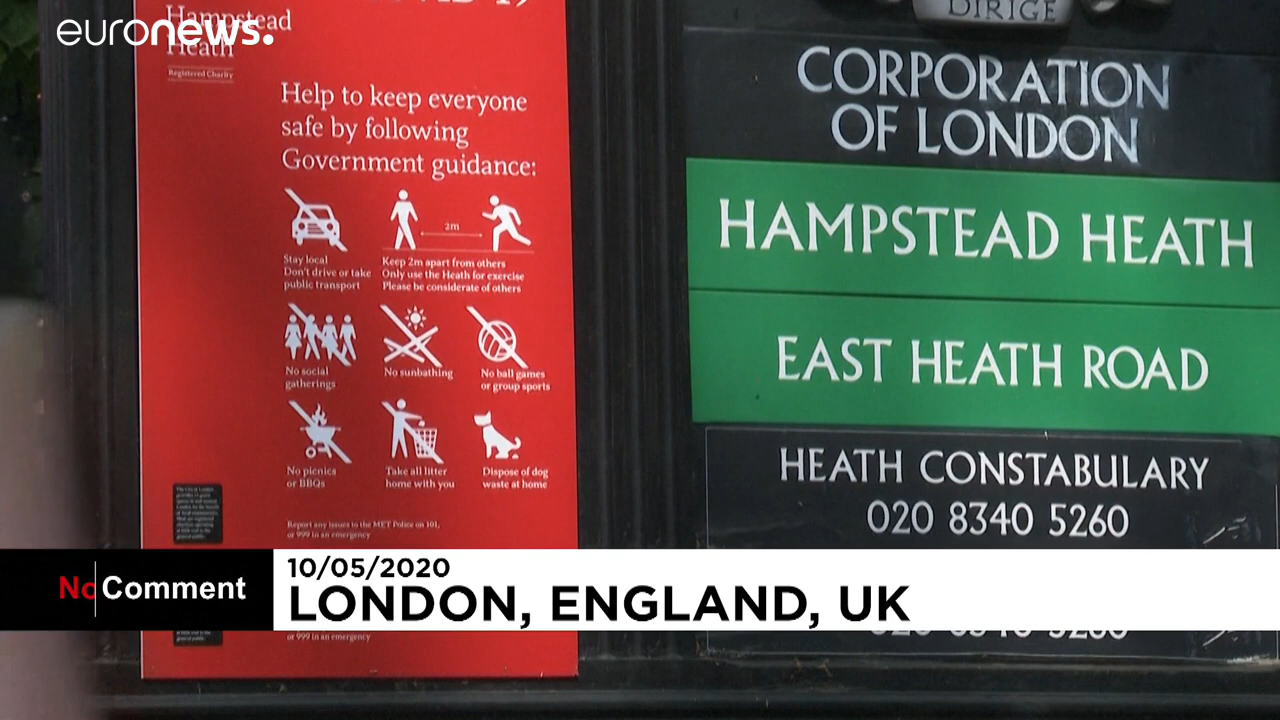 euronews.
Hampstead
Heath
Registered Charity
Help to keep everyone
safe by following
Government guidance:
2m
Stay local
Don't drive or take
public transport
Keep 2m apart from others
Only use the Heath for exercise
Please be considerate of others
No social
gatherings
No sunbathing
No ball games
or group sports
No picnics
or BBQs
Take all litter
home with you
Dispose of dog
waste at home
Report any issues to the MET Police on 101,
or 999 in an emergency
or 999 in an emergency
DIRIGE
CORPORATION
OF LONDON
HAMPSTEAD HEATH
EAST HEATH ROAD
HEATH CONSTABULARY
020 8340 5260
No Comment
10/05/2020
LONDON, ENGLAND, UK